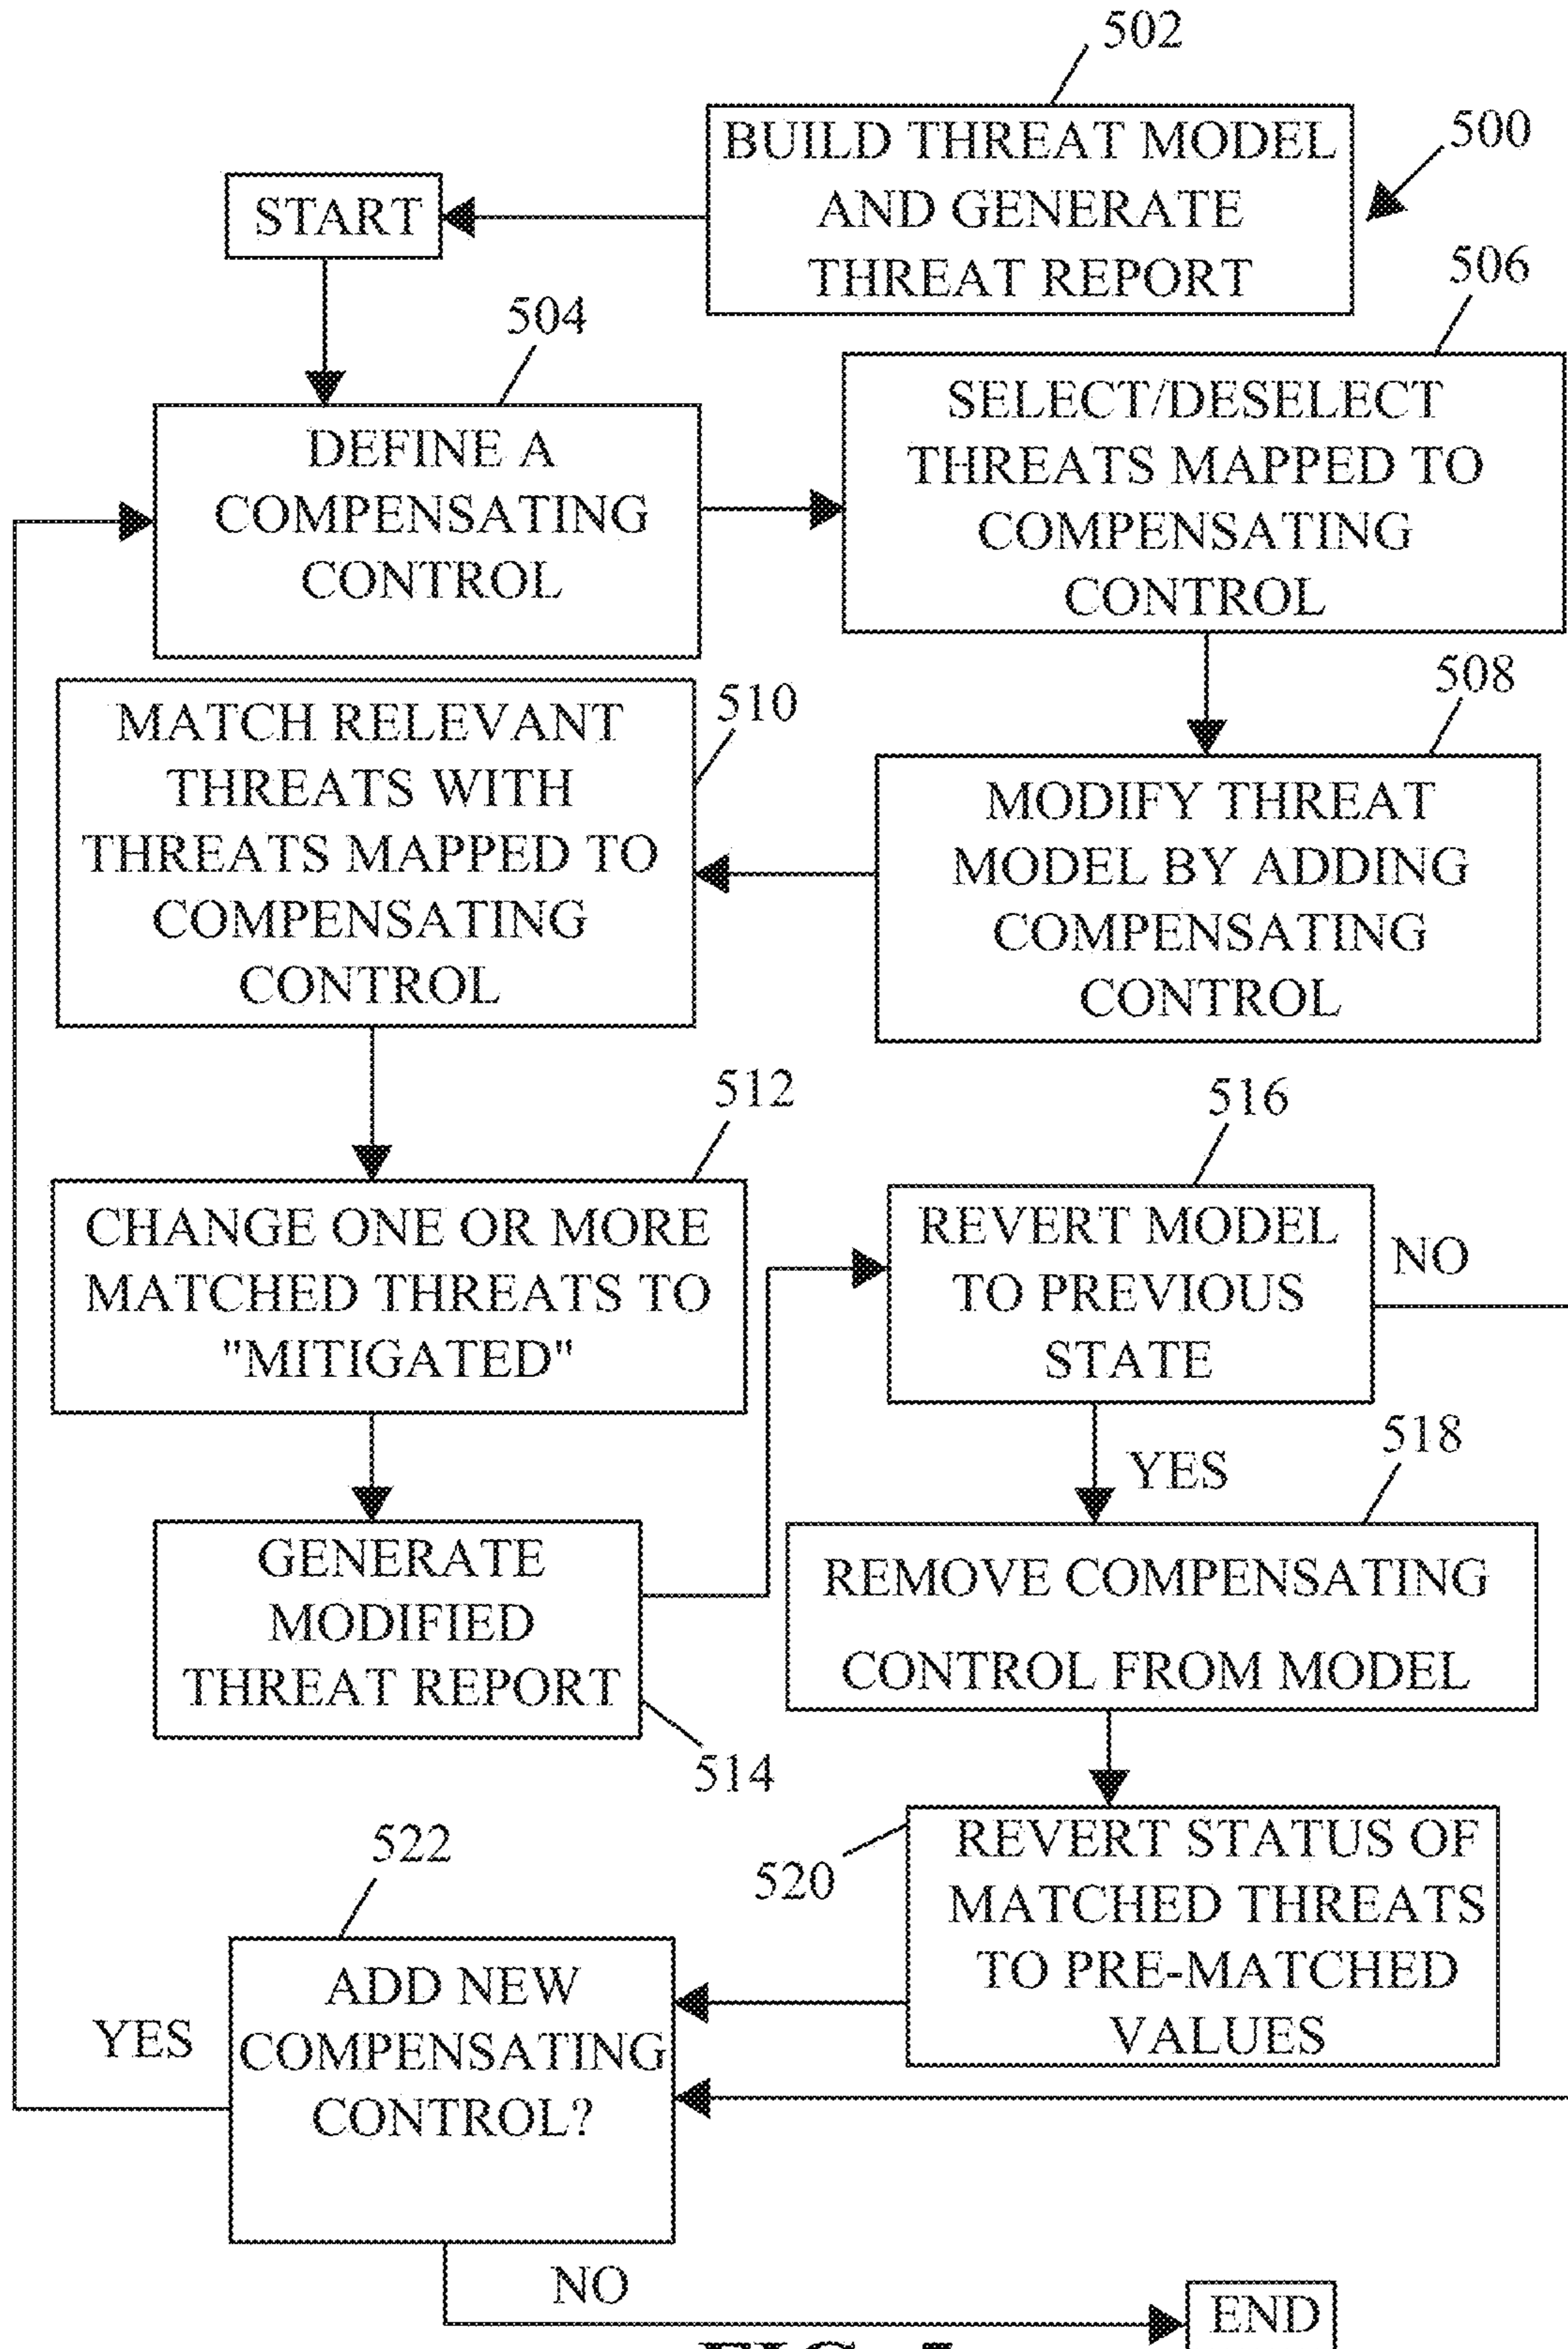 502
BUILD THREAT MODEL
AND GENERATE
THREAT REPORT
500
START
504
DEFINE A
COMPENSATING
CONTROL
506
SELECT/DESELECT
THREATS MAPPED TO
COMPENSATING
CONTROL
508
MODIFY THREAT
MODEL BY ADDING
COMPENSATING
CONTROL
510
MATCH RELEVANT
THREATS WITH
THREATS MAPPED TO
COMPENSATING
CONTROL
512
CHANGE ONE OR MORE
MATCHED THREATS TO
"MITIGATED"
GENERATE
MODIFIED
THREAT REPORT
514
516
REVERT MODEL
TO PREVIOUS
STATE
NO
YES
518
REMOVE COMPENSATING
CONTROL FROM MODEL
520
REVERT STATUS OF
MATCHED THREATS
TO PRE-MATCHED
VALUES
522
ADD NEW
COMPENSATING
CONTROL?
YES
NO
END